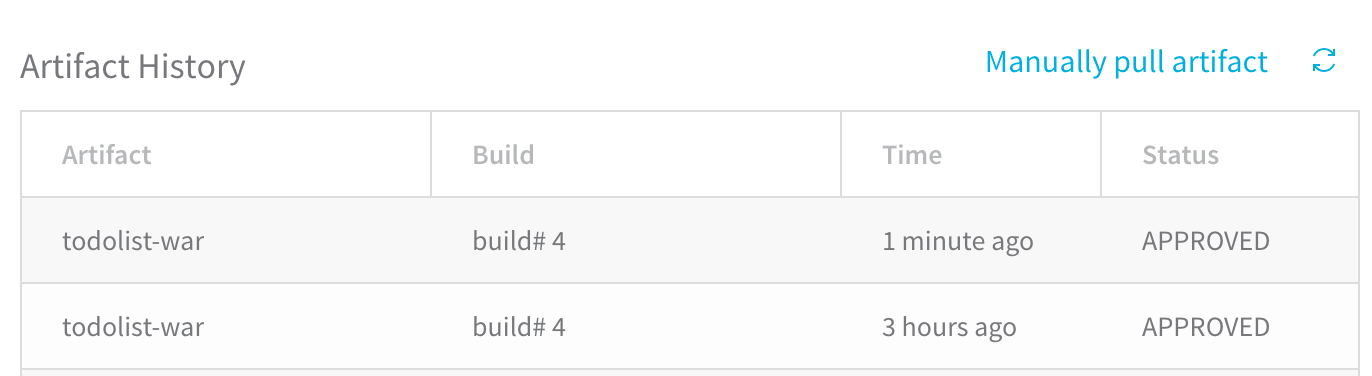 Artifact History
Manually pull artifact
Artifact Build Time Status
todolist-war build# 4 1 minute ago APPROVED
todolist-war build# 4 3 hours ago APPROVED